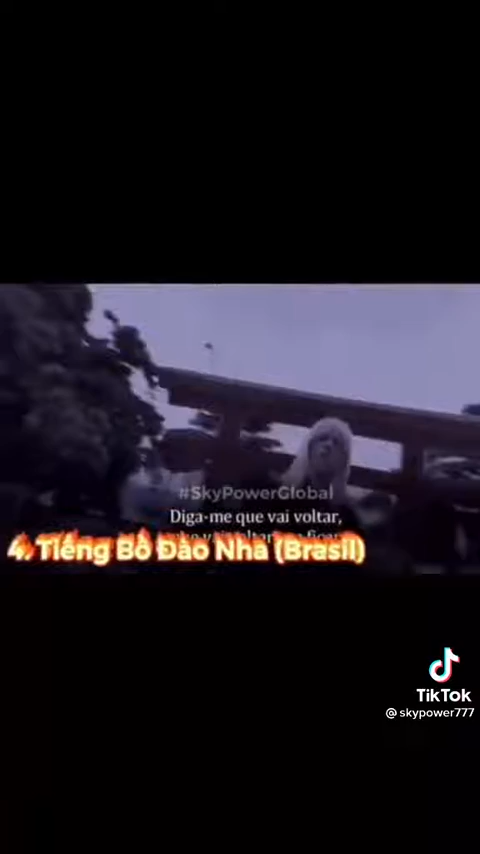 #SkyPowerGlobal
Diga-me que vai voltar,
4. Tiếng Bồ Đào Nha (Brasil)
TikTok
@skypower777